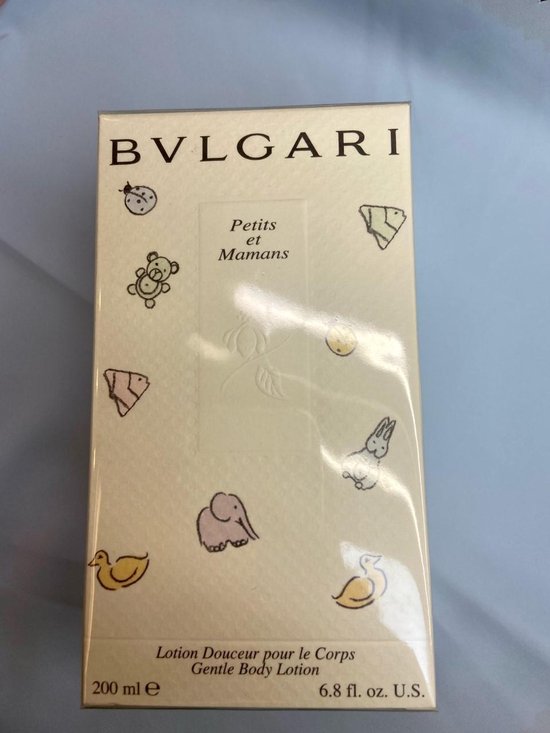 BVLGARI
Petits
et
Mamans
Lotion Douceur pour le Corps
Gentle Body Lotion
200 ml ℮
6.8 fl. oz. U.S.